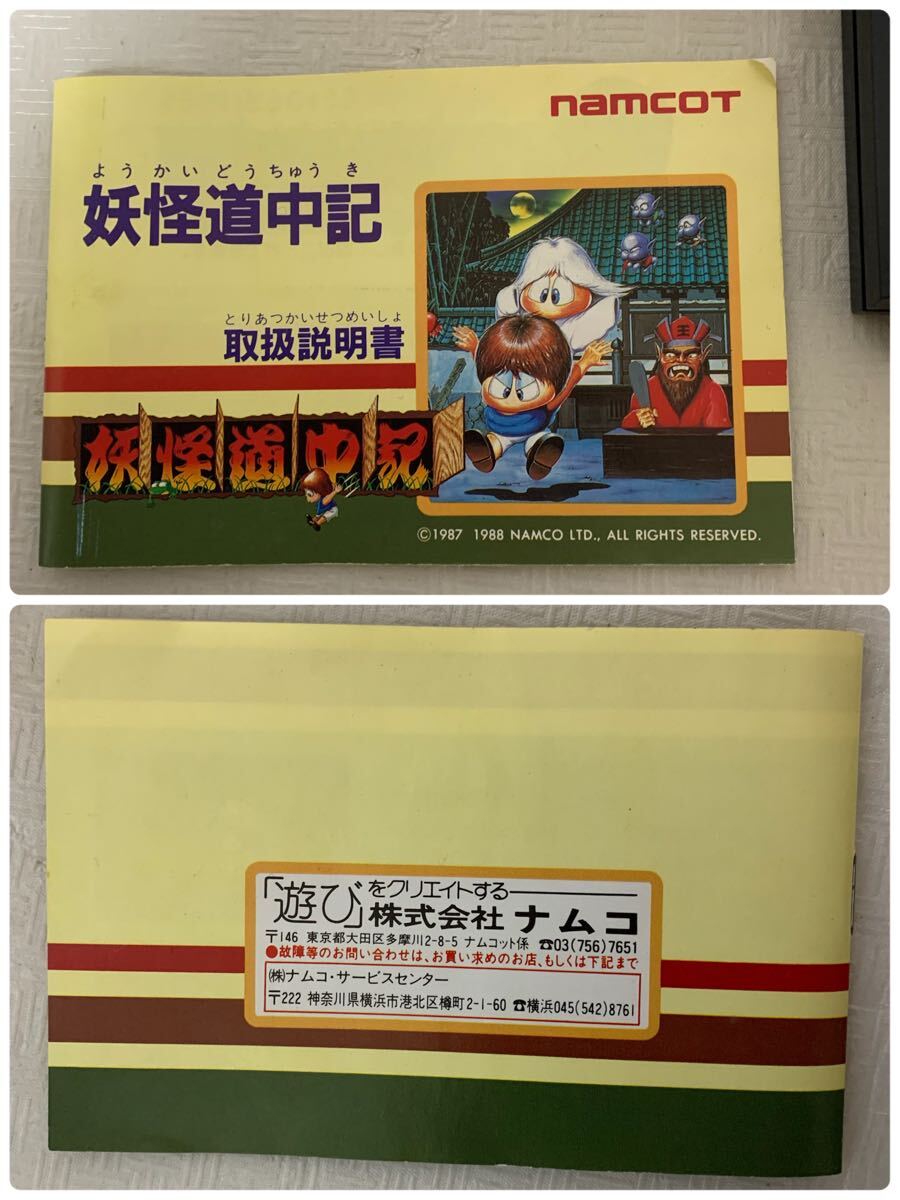 namcot
ようかいどうちゅうき
妖怪道中記
とりあつかいせつめいしょ
取扱説明書
王
妖怪道中記
©1987 1988 NAMCO LTD., ALL RIGHTS RESERVED.
「遊び」をクリエイトする
株式会社 ナムコ
〒146 東京都大田区多摩川2-8-5 ナムコット係 ☎03(756)7651
●故障等のお問い合わせは、お買い求めのお店、もしくは下記まで
㈱ナムコ・サービスセンター
〒222 神奈川県横浜市港北区樽町2-1-60 ☎横浜045(542)8761